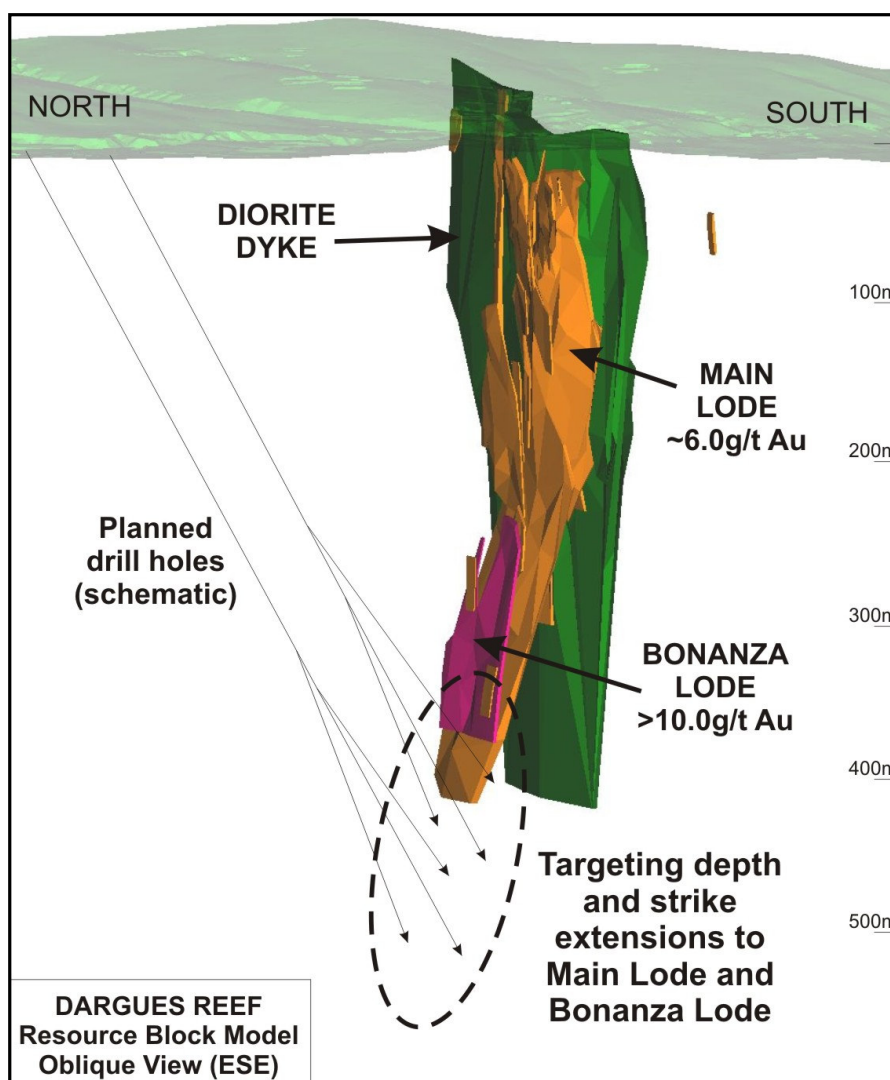 NORTH
SOUTH
DIORITE
DYKE
100m
MAIN
LODE
~6.0g/t Au
200m
Planned
drill holes
(schematic)
300m
BONANZA
LODE
>10.0g/t Au
400m
Targeting depth
and strike
extensions to
Main Lode and
Bonanza Lode
500m
DARGUES REEF
Resource Block Model
Oblique View (ESE)